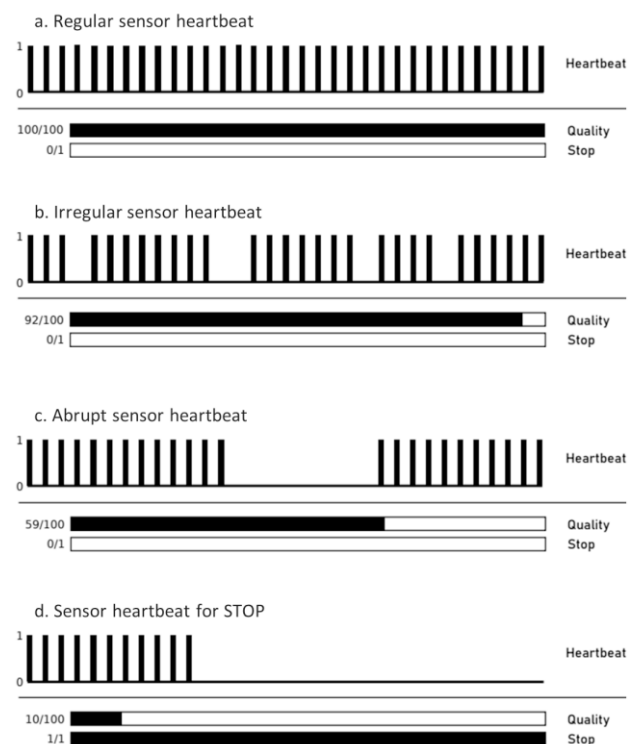 a. Regular sensor heartbeat
1
Heartbeat
0
100/100 Quality
0/1 Stop
b. Irregular sensor heartbeat
1
Heartbeat
0
92/100 Quality
0/1 Stop
c. Abrupt sensor heartbeat
1
Heartbeat
0
59/100 Quality
0/1 Stop
d. Sensor heartbeat for STOP
1
Heartbeat
0
10/100 Quality
1/1 Stop